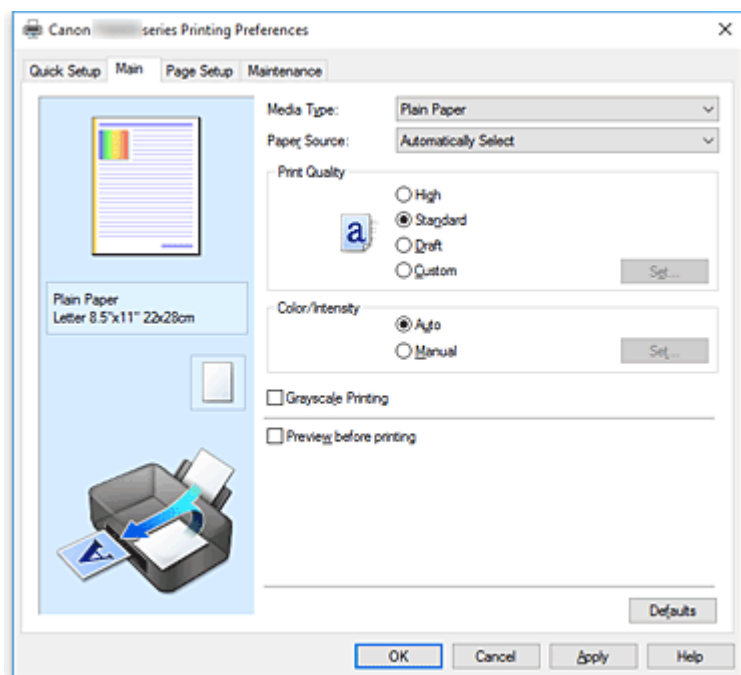 Canon series Printing Preferences
Quick Setup Main Page Setup Maintenance
Media Type: Plain Paper
Paper Source: Automatically Select
Print Quality
High
a Standard
Draft
Custom Set...
Plain Paper
Letter 8.5"x11" 22x28cm
Color/Intensity
Auto
Manual Set...
Grayscale Printing
Preview before printing
A
Defaults
OK Cancel Apply Help